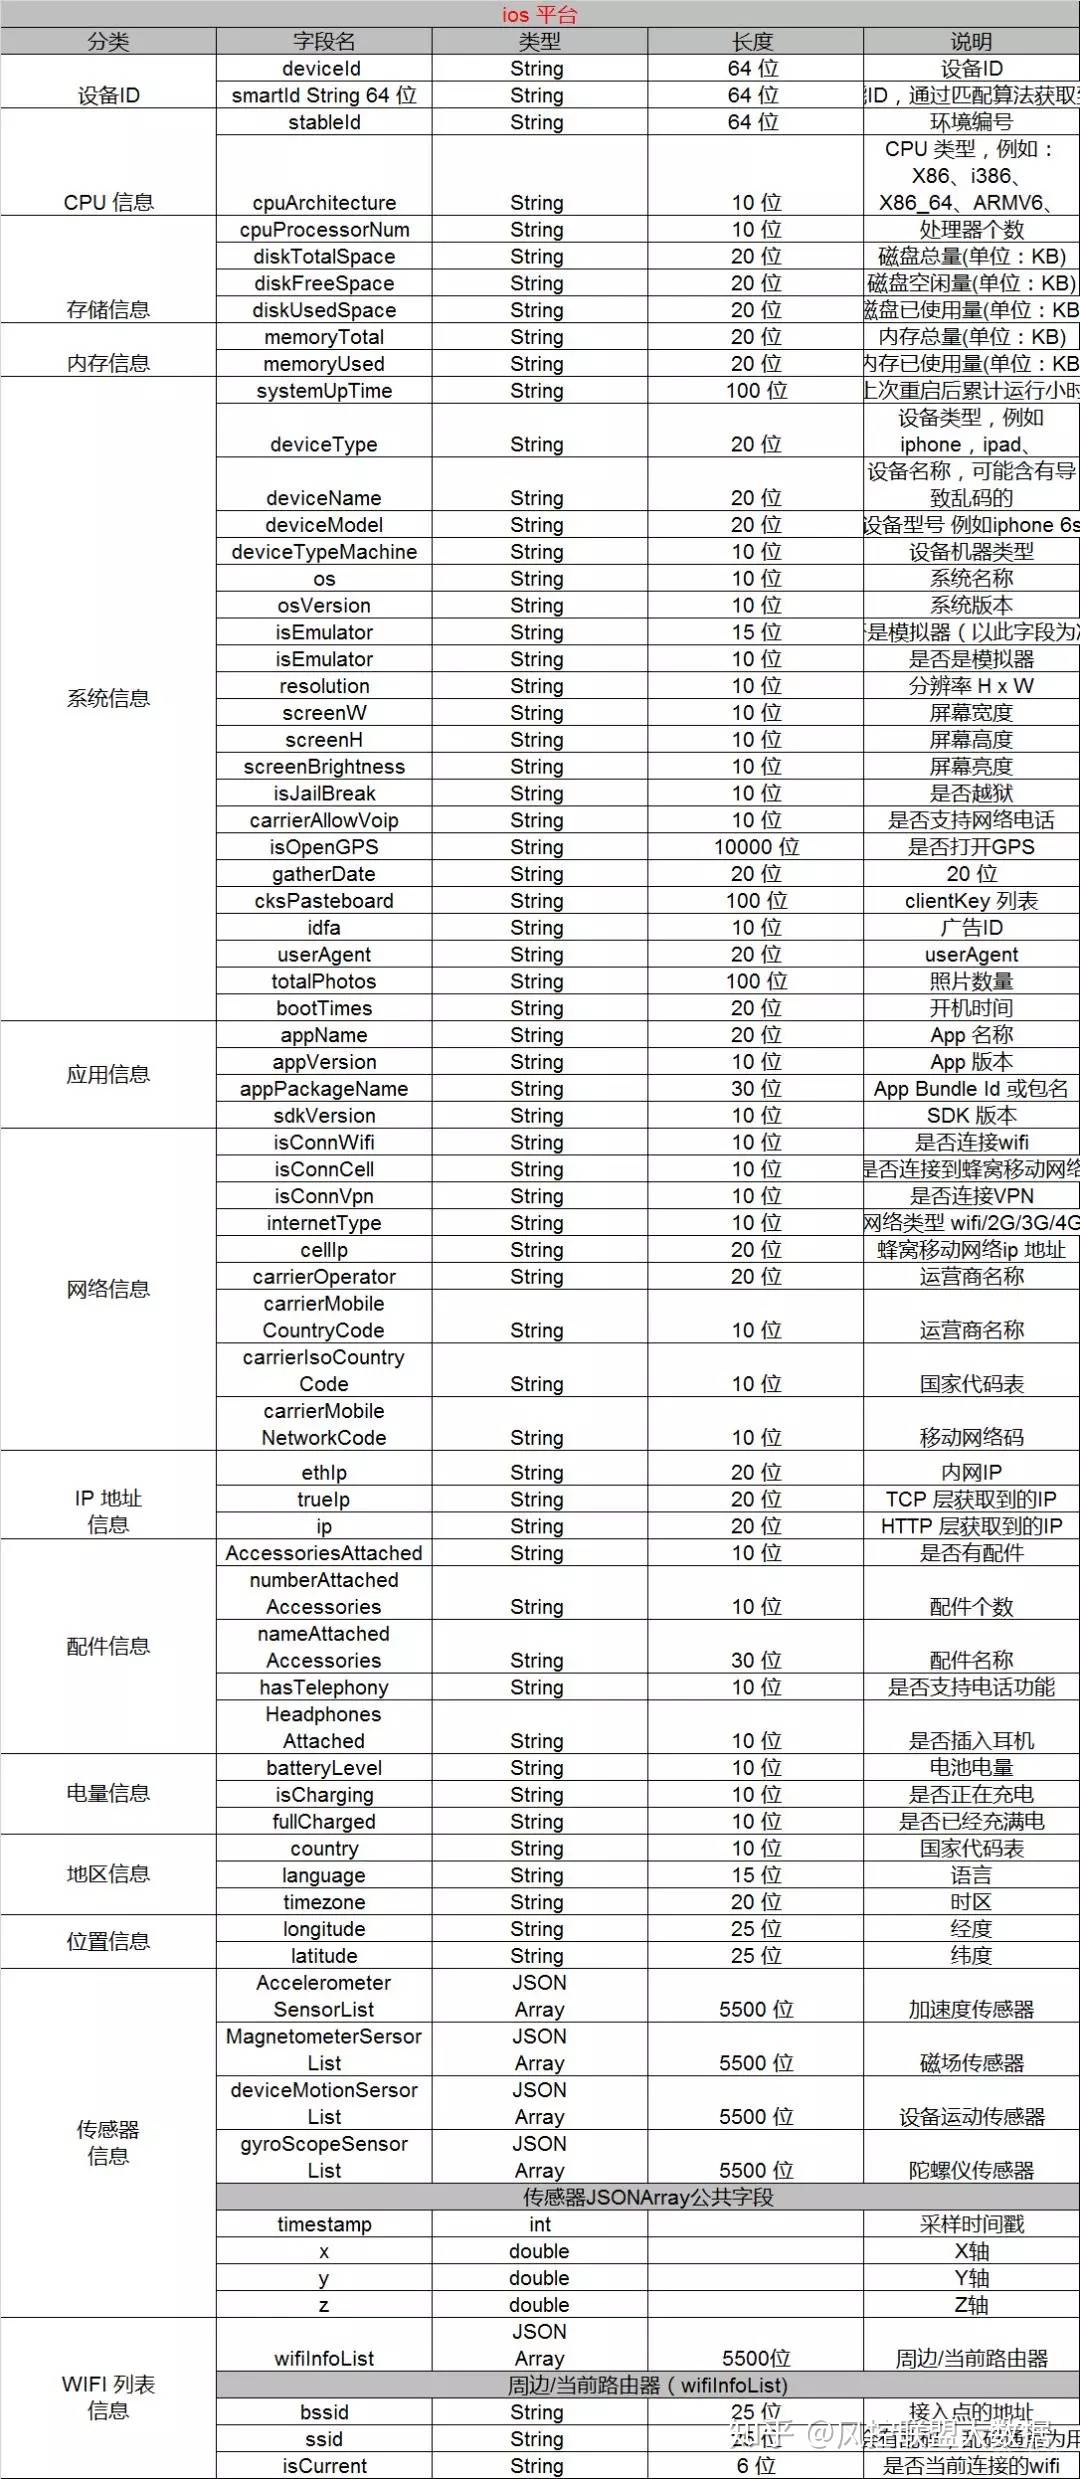 ios 平台
分类 字段名 类型 长度 说明
设备ID
deviceId String 64 位 设备ID
smartId String 64 位 String 64 位 ID，通过匹配算法获取
stableId String 64 位 环境编号
CPU 信息
cpuArchitecture String 10 位
CPU 类型，例如：
X86、i386、
X86_64、ARMV6、
cpuProcessorNum String 10 位 处理器个数
存储信息
diskTotalSpace String 20 位 磁盘总量(单位：KB)
diskFreeSpace String 20 位 磁盘空闲量(单位：KB)
diskUsedSpace String 20 位 磁盘已使用量(单位：KB
内存信息
memoryTotal String 20 位 内存总量(单位：KB)
memoryUsed String 20 位 内存已使用量(单位：KB
系统信息
systemUpTime String 100 位 上次重启后累计运行小时
deviceType String 20 位
设备类型，例如
iphone，ipad、
deviceName String 20 位
设备名称，可能含有导
致乱码的
deviceModel String 20 位 设备型号 例如iphone 6s
deviceTypeMachine String 10 位 设备机器类型
os String 10 位 系统名称
osVersion String 10 位 系统版本
isEmulator String 15 位 是模拟器（以此字段为
isEmulator String 10 位 是否是模拟器
resolution String 10 位 分辨率 H x W
screenW String 10 位 屏幕宽度
screenH String 10 位 屏幕高度
screenBrightness String 10 位 屏幕亮度
isJailBreak String 10 位 是否越狱
carrierAllowVoip String 10 位 是否支持网络电话
isOpenGPS String 10000 位 是否打开GPS
gatherDate String 20 位 20 位
cksPasteboard String 100 位 clientKey 列表
idfa String 10 位 广告ID
userAgent String 20 位 userAgent
totalPhotos String 100 位 照片数量
bootTimes String 20 位 开机时间
应用信息
appName String 20 位 App 名称
appVersion String 10 位 App 版本
appPackageName String 30 位 App Bundle Id 或包名
sdkVersion String 10 位 SDK 版本
网络信息
isConnWifi String 10 位 是否连接wifi
isConnCell String 10 位 是否连接到蜂窝移动网络
isConnVpn String 10 位 是否连接VPN
internetType String 10 位 网络类型 wifi/2G/3G/4G
cellIp String 20 位 蜂窝移动网络ip 地址
carrierOperator String 20 位 运营商名称
carrierMobile
CountryCode String 10 位 运营商名称
carrierIsoCountry
Code String 10 位 国家代码表
carrierMobile
NetworkCode String 10 位 移动网络码
IP 地址
信息
ethIp String 20 位 内网IP
trueIp String 20 位 TCP 层获取到的IP
ip String 20 位 HTTP 层获取到的IP
配件信息
AccessoriesAttached String 10 位 是否有配件
numberAttached
Accessories String 10 位 配件个数
nameAttached
Accessories String 30 位 配件名称
hasTelephony String 10 位 是否支持电话功能
Headphones
Attached String 10 位 是否插入耳机
电量信息
batteryLevel String 10 位 电池电量
isCharging String 10 位 是否正在充电
fullCharged String 10 位 是否已经充满电
地区信息
country String 10 位 国家代码表
language String 15 位 语言
timezone String 20 位 时区
位置信息
longitude String 25 位 经度
latitude String 25 位 纬度
传感器
信息
Accelerometer JSON
SensorList Array 5500 位 加速度传感器
MagnetometerSersor JSON
List Array 5500 位 磁场传感器
deviceMotionSersor JSON
List Array 5500 位 设备运动传感器
gyroScopeSensor JSON
List Array 5500 位 陀螺仪传感器
传感器JSONArray公共字段
timestamp int 采样时间戳
x double X轴
y double Y轴
z double Z轴
WIFI 列表
信息
JSON
wifiInfoList Array 5500位 周边/当前路由器
周边/当前路由器（wifiInfoList)
bssid String 25 位 接入点的地址
ssid String 25 位
isCurrent String 6 位 是否当前连接的wifi
知乎 @风控联盟大数据